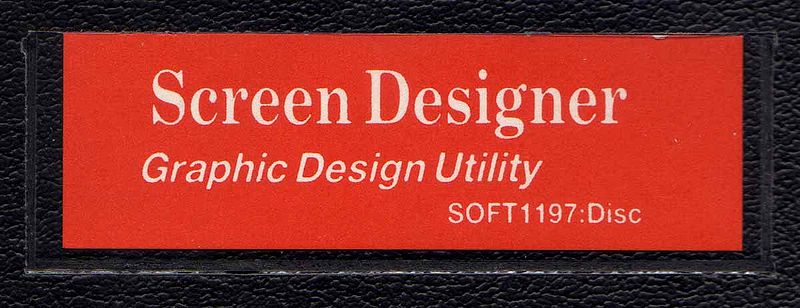 Screen Designer
Graphic Design Utility
SOFT1197:Disc